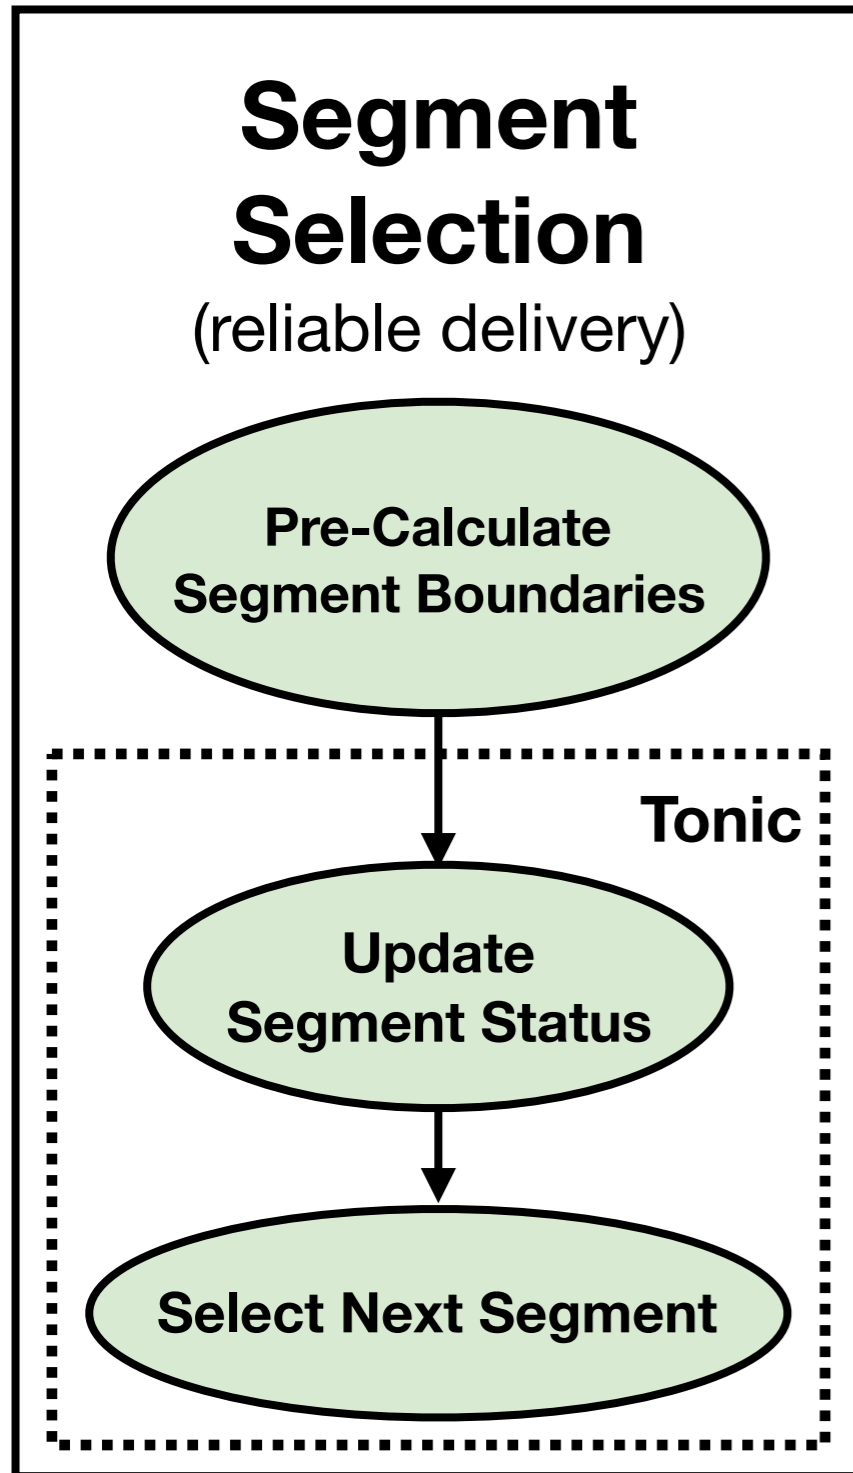 Segment
Selection
(reliable delivery)
Pre-Calculate
Segment Boundaries
Tonic
Update
Segment Status
Select Next Segment